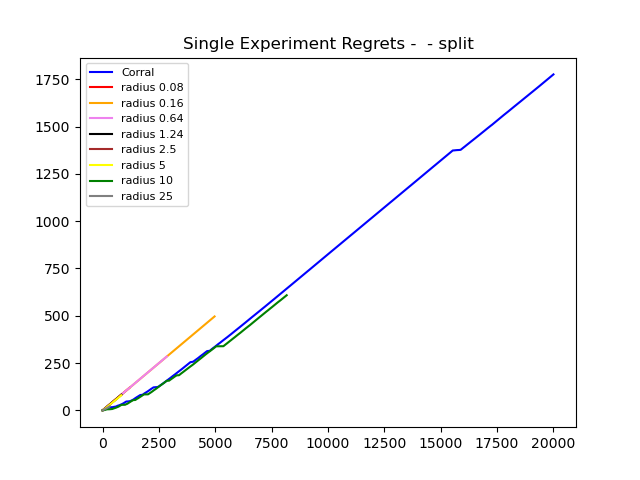 Single Experiment Regrets -  - split
Corral
radius 0.08
radius 0.16
radius 0.64
radius 1.24
radius 2.5
radius 5
radius 10
radius 25
1750
1500
1250
1000
750
500
250
0
0 2500 5000 7500 10000 12500 15000 17500 20000